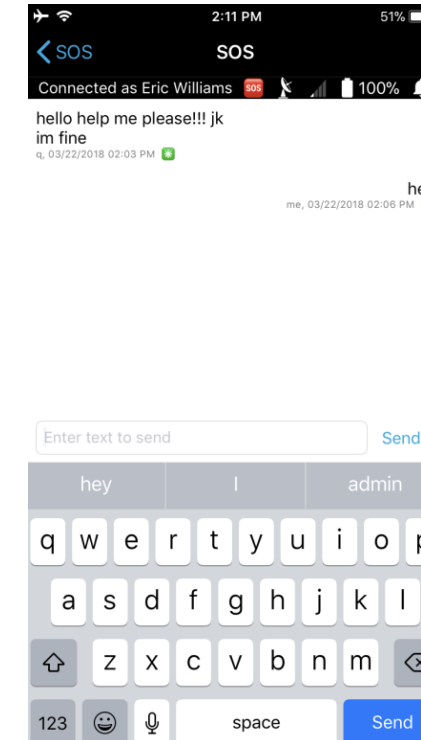 2:11 PM 51%
SOS SOS
Connected as Eric Williams SOS 100%
hello help me please!!! jk
im fine
q, 03/22/2018 02:03 PM
me, 03/22/2018 02:06 PM
Enter text to send Send
hey I admin
q w e r t y u i o p
a s d f g h j k l
z x c v b n m
123 space Send